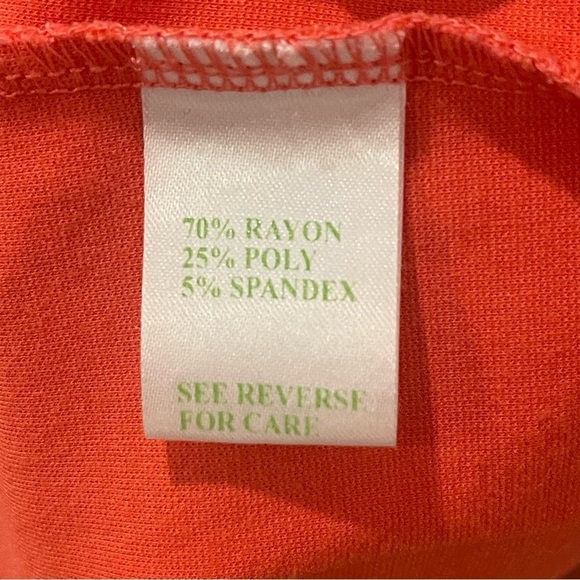 70% RAYON
25% POLY
5% SPANDEX
SEE REVERSE
FOR CARE